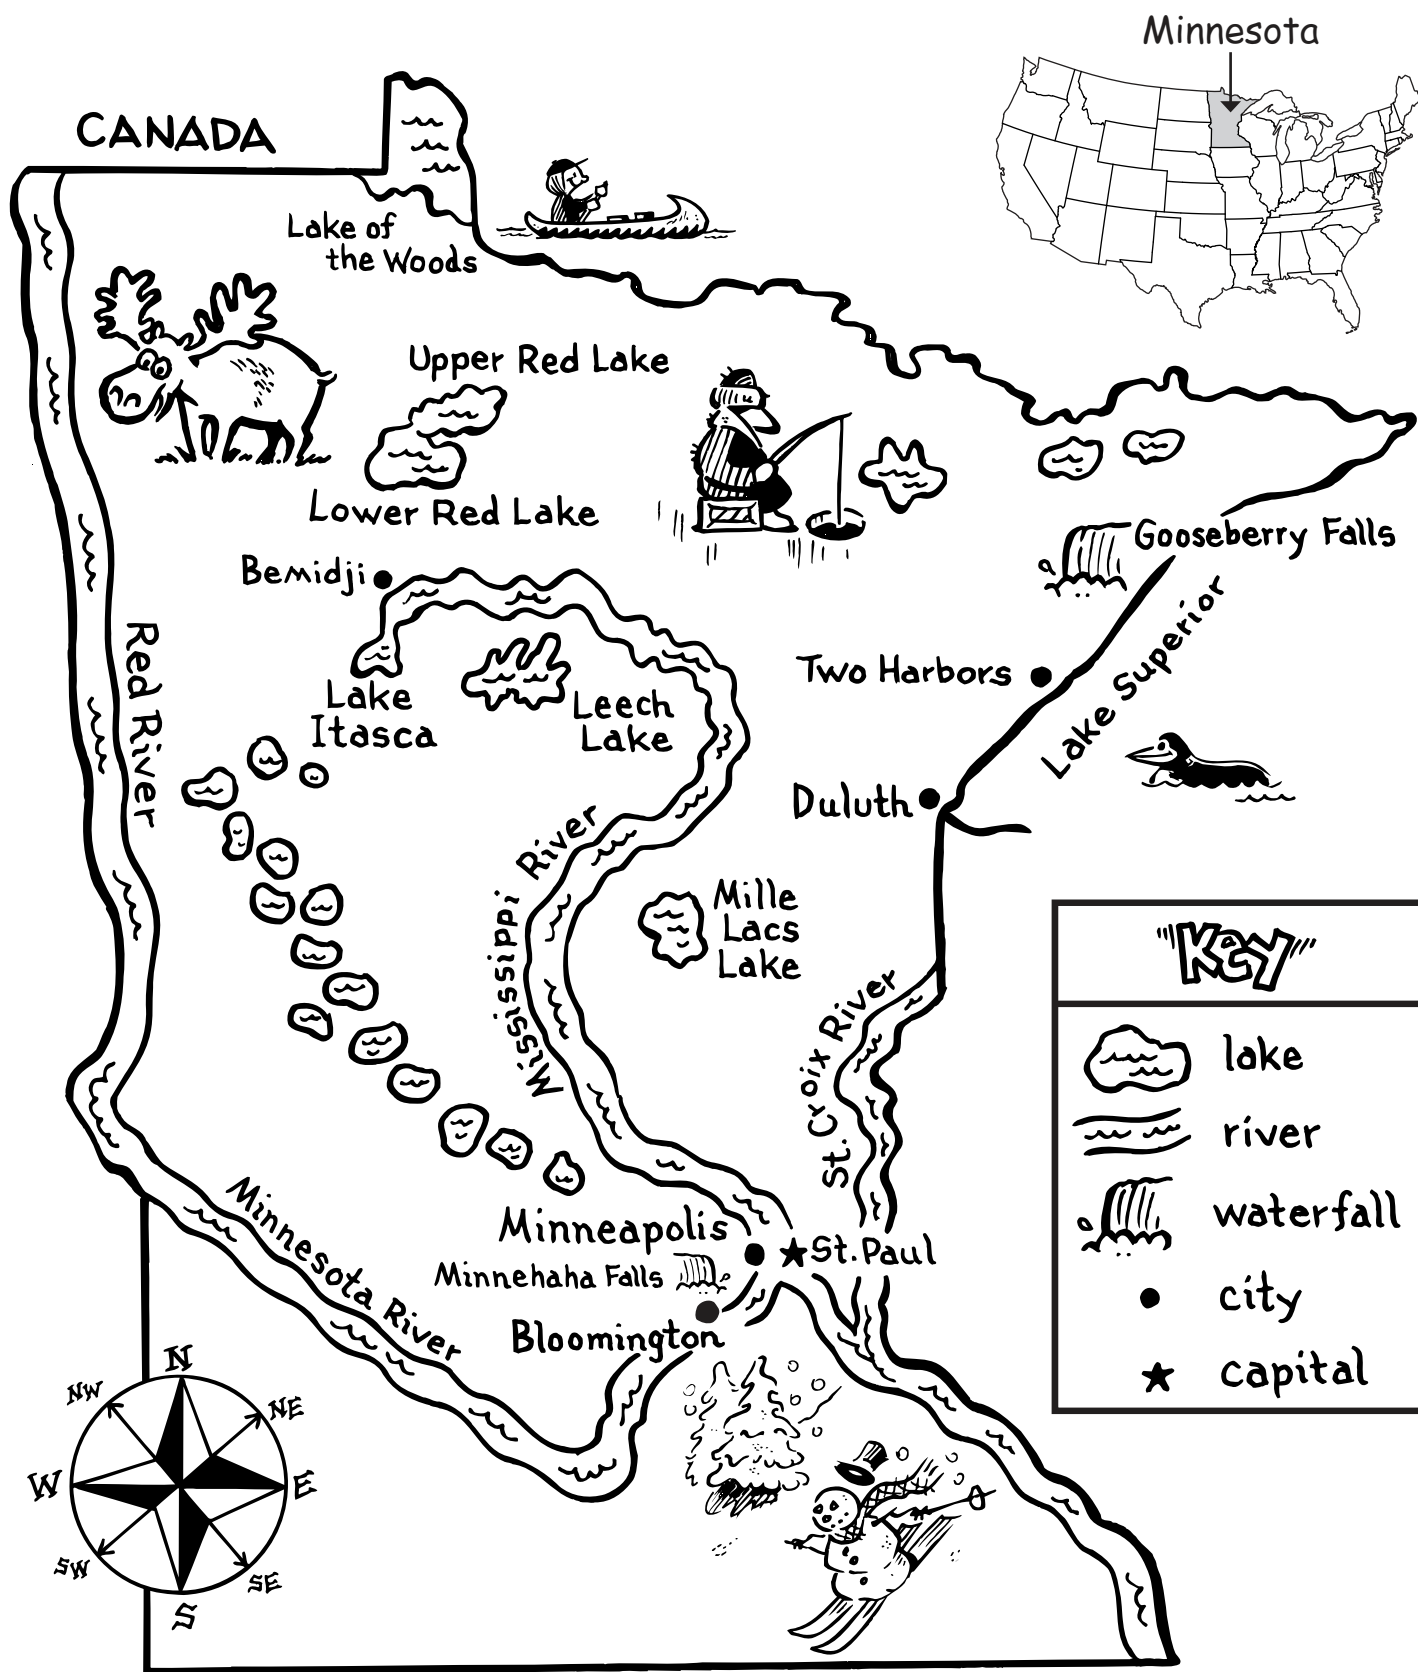 Minnesota
CANADA
Lake of
the Woods
Upper Red Lake
Lower Red Lake
Gooseberry Falls
Bemidji
Red River
Lake
Itasca
Leech
Lake
Two Harbors
Lake Superior
Duluth
Mississippi River
Mille
Lacs
Lake
St. Croix River
Key
lake
river
waterfall
city
capital
Minnesota River
Minneapolis
St. Paul
Minnehaha Falls
Bloomington
N
NW
NE
W
E
SW
SE
S